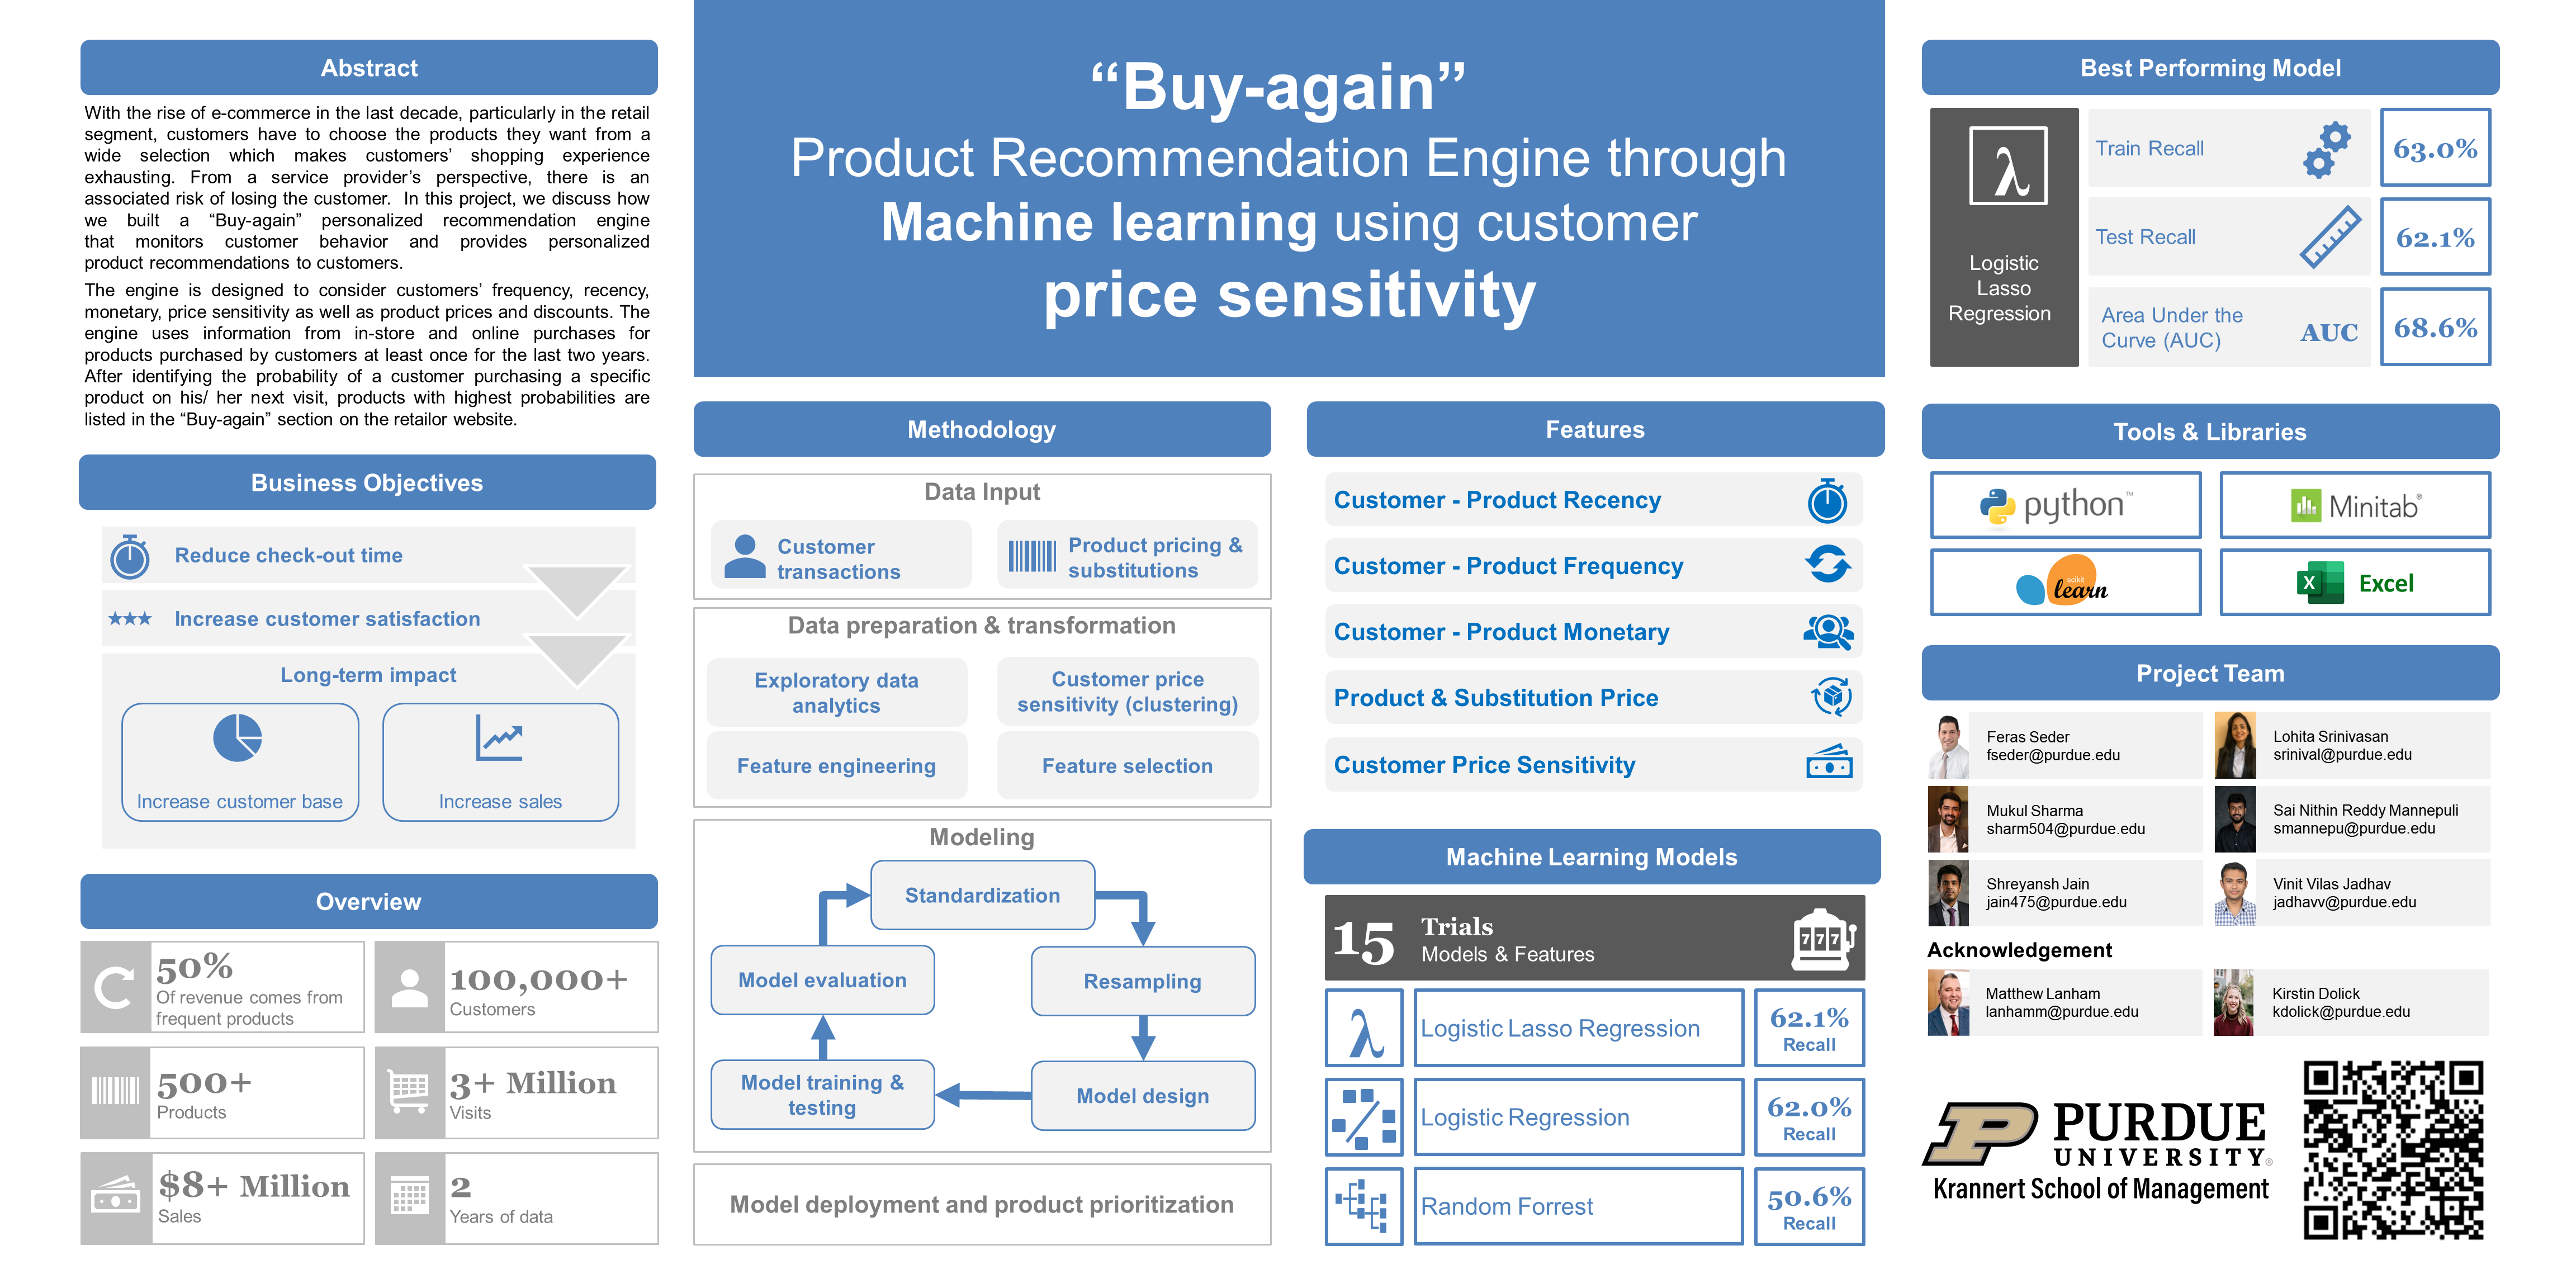 Abstract
With the rise of e-commerce in the last decade, particularly in the retail
segment, customers have to choose the products they want from a
wide selection which makes customers' shopping experience
exhausting. From a service provider's perspective, there is an
associated risk of losing the customer. In this project, we discuss how
we built a “Buy-again” personalized recommendation engine
that monitors customer behavior and provides personalized
product recommendations to customers.
The engine is designed to consider customers' frequency, recency,
monetary, price sensitivity as well as product prices and discounts. The
engine uses information from in-store and online purchases for
products purchased by customers at least once for the last two years.
After identifying the probability of a customer purchasing a specific
product on his/ her next visit, products with highest probabilities are
listed in the “Buy-again” section on the retailor website.
Business Objectives
Reduce check-out time
Increase customer satisfaction
Long-term impact
Increase customer base
Increase sales
Overview
50%
Of revenue comes from
frequent products
100,000+
Customers
500+
Products
3+ Million
Visits
$8+ Million
Sales
2
Years of data
“Buy-again”
Product Recommendation Engine through
Machine learning using customer
price sensitivity
Methodology
Data Input
Customer
transactions
Product pricing &
substitutions
Data preparation & transformation
Exploratory data
analytics
Customer price
sensitivity (clustering)
Feature engineering
Feature selection
Modeling
Standardization
Model evaluation
Resampling
Model training &
testing
Model design
Model deployment and product prioritization
Features
Customer - Product Recency
Customer - Product Frequency
Customer - Product Monetary
Product & Substitution Price
Customer Price Sensitivity
Machine Learning Models
15
Trials
Models & Features
777
λ
Logistic Lasso Regression
62.1%
Recall
Logistic Regression
62.0%
Recall
Random Forrest
50.6%
Recall
Best Performing Model
λ
Logistic
Lasso
Regression
Train Recall
63.0%
Test Recall
62.1%
Area Under the
Curve (AUC)
AUC
68.6%
Tools & Libraries
python™
Minitab®
scikit
learn
X
Excel
Project Team
Feras Seder
fseder@purdue.edu
Lohita Srinivasan
srinival@purdue.edu
Mukul Sharma
sharm504@purdue.edu
Sai Nithin Reddy Mannepuli
smannepu@purdue.edu
Shreyansh Jain
jain475@purdue.edu
Vinit Vilas Jadhav
jadhavv@purdue.edu
Acknowledgement
Matthew Lanham
lanhamm@purdue.edu
Kirstin Dolick
kdolick@purdue.edu
P
PURDUE
UNIVERSITY®
Krannert School of Management